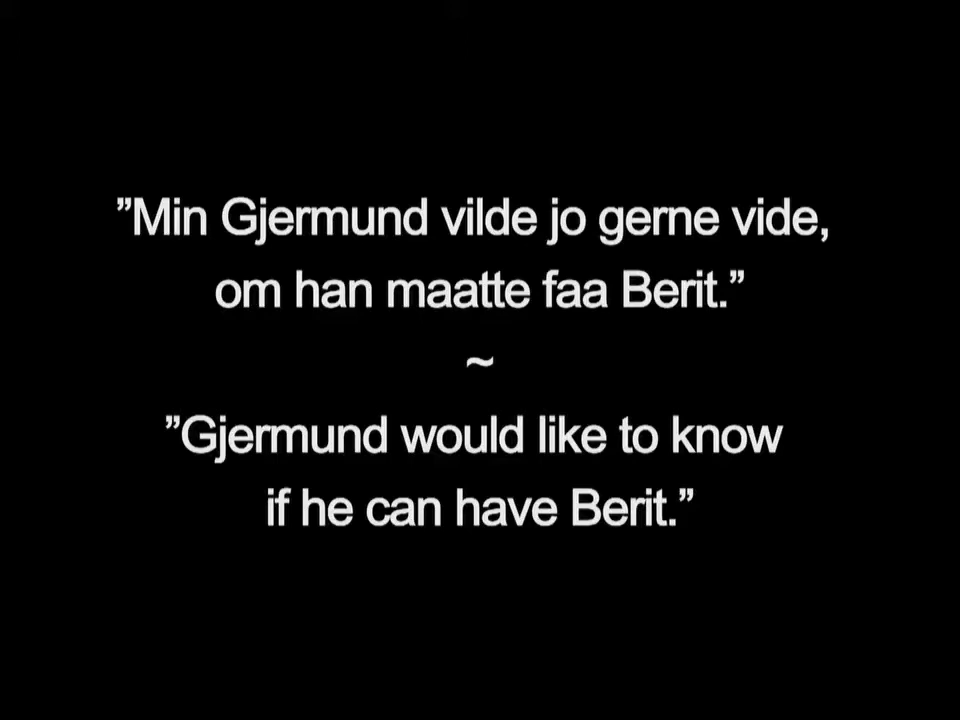 ”Min Gjermund vilde jo gerne vide,
om han maatte faa Berit.”
~
”Gjermund would like to know
if he can have Berit.”